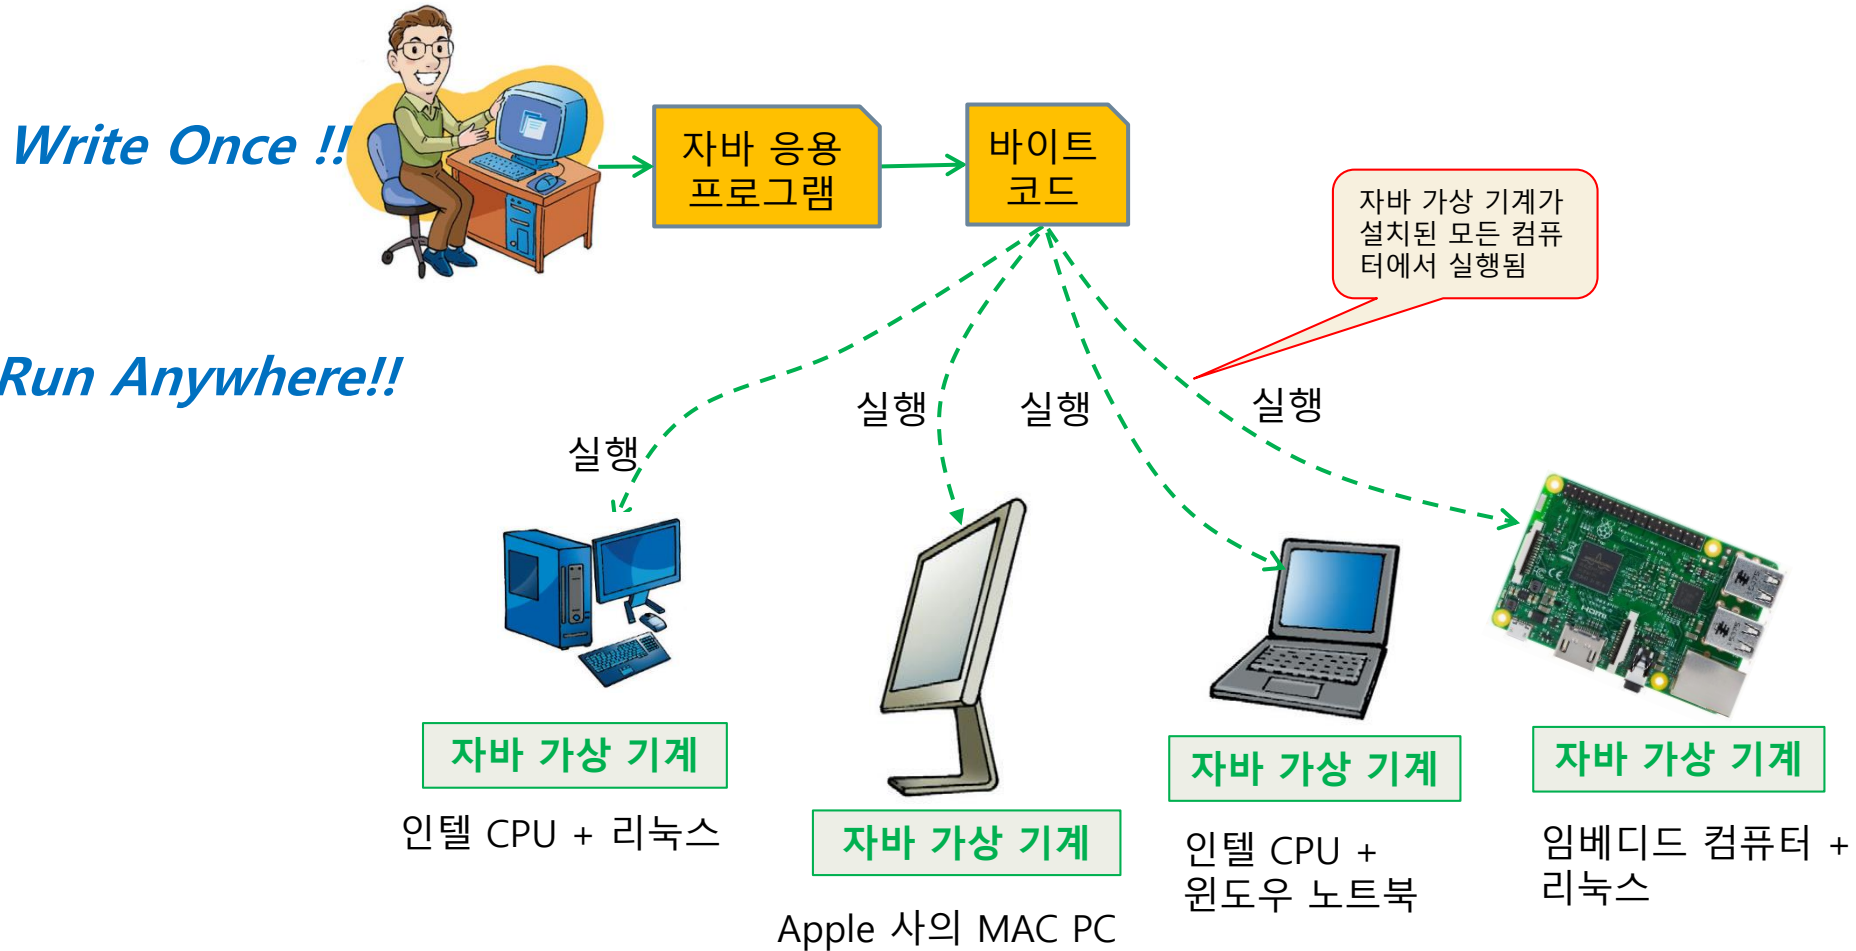 Write Once !!
자바 응용
프로그램
바이트
코드
자바 가상 기계가
설치된 모든 컴퓨
터에서 실행됨
Run Anywhere!!
실행
실행
실행
실행
자바 가상 기계
인텔 CPU + 리눅스
자바 가상 기계
Apple 사의 MAC PC
자바 가상 기계
인텔 CPU +
윈도우 노트북
자바 가상 기계
임베디드 컴퓨터 +
리눅스